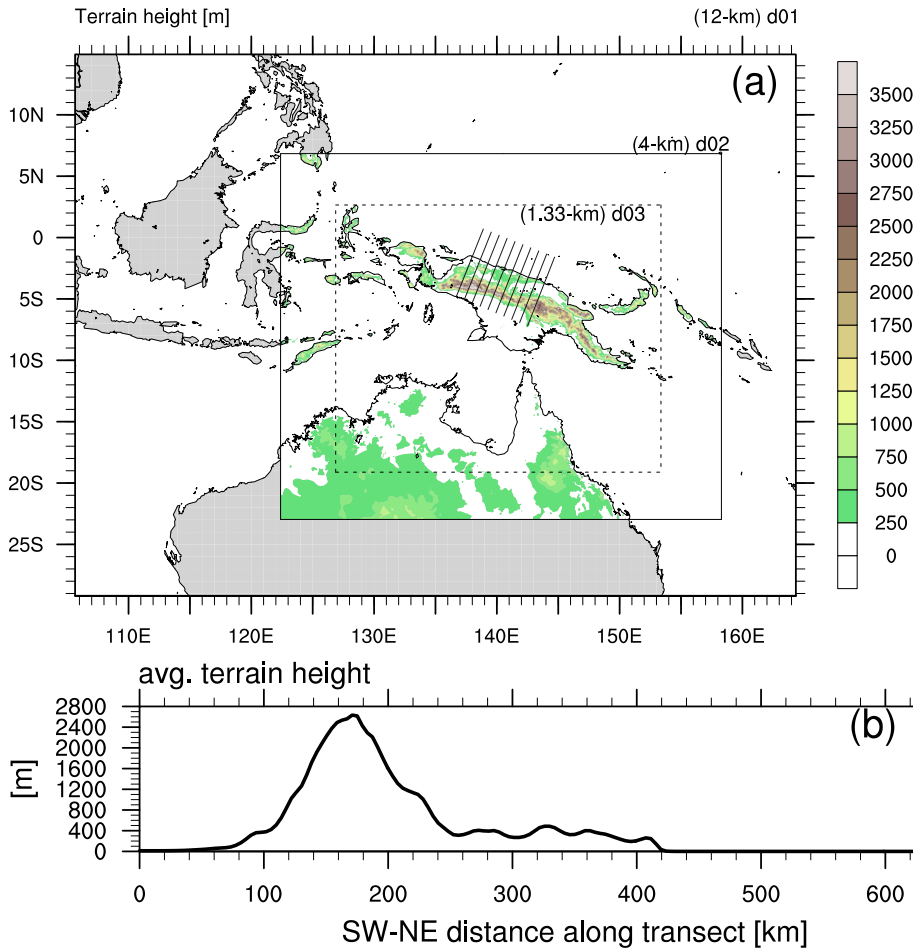 Terrain height [m] (12-km) d01
(a)
(4-km) d02
(1.33-km) d03
10N
5N
0
5S
10S
15S
20S
25S
110E 120E 130E 140E 150E 160E
3500
3250
3000
2750
2500
2250
2000
1750
1500
1250
1000
750
500
250
0
avg. terrain height
(b)
[m]
2800
2400
2000
1600
1200
800
400
0
0 100 200 300 400 500 600
SW-NE distance along transect [km]